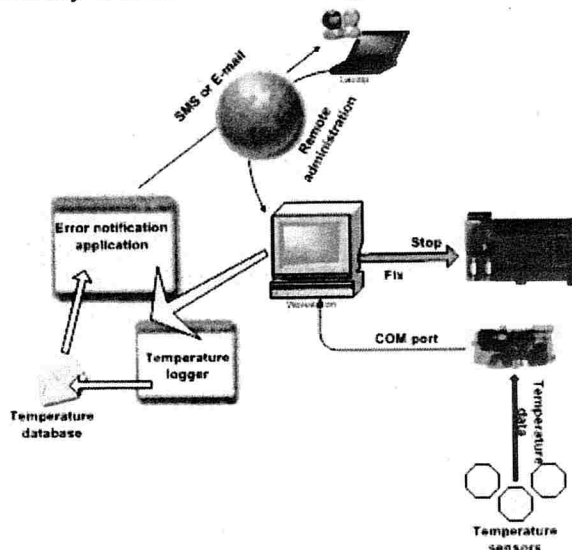 SMS or E-mail
Remote
administration
Error notification
application
Stop
Fix
Workstation
COM port
Temperature
logger
Temperature
database
Temperature
data
Temperature
sensors